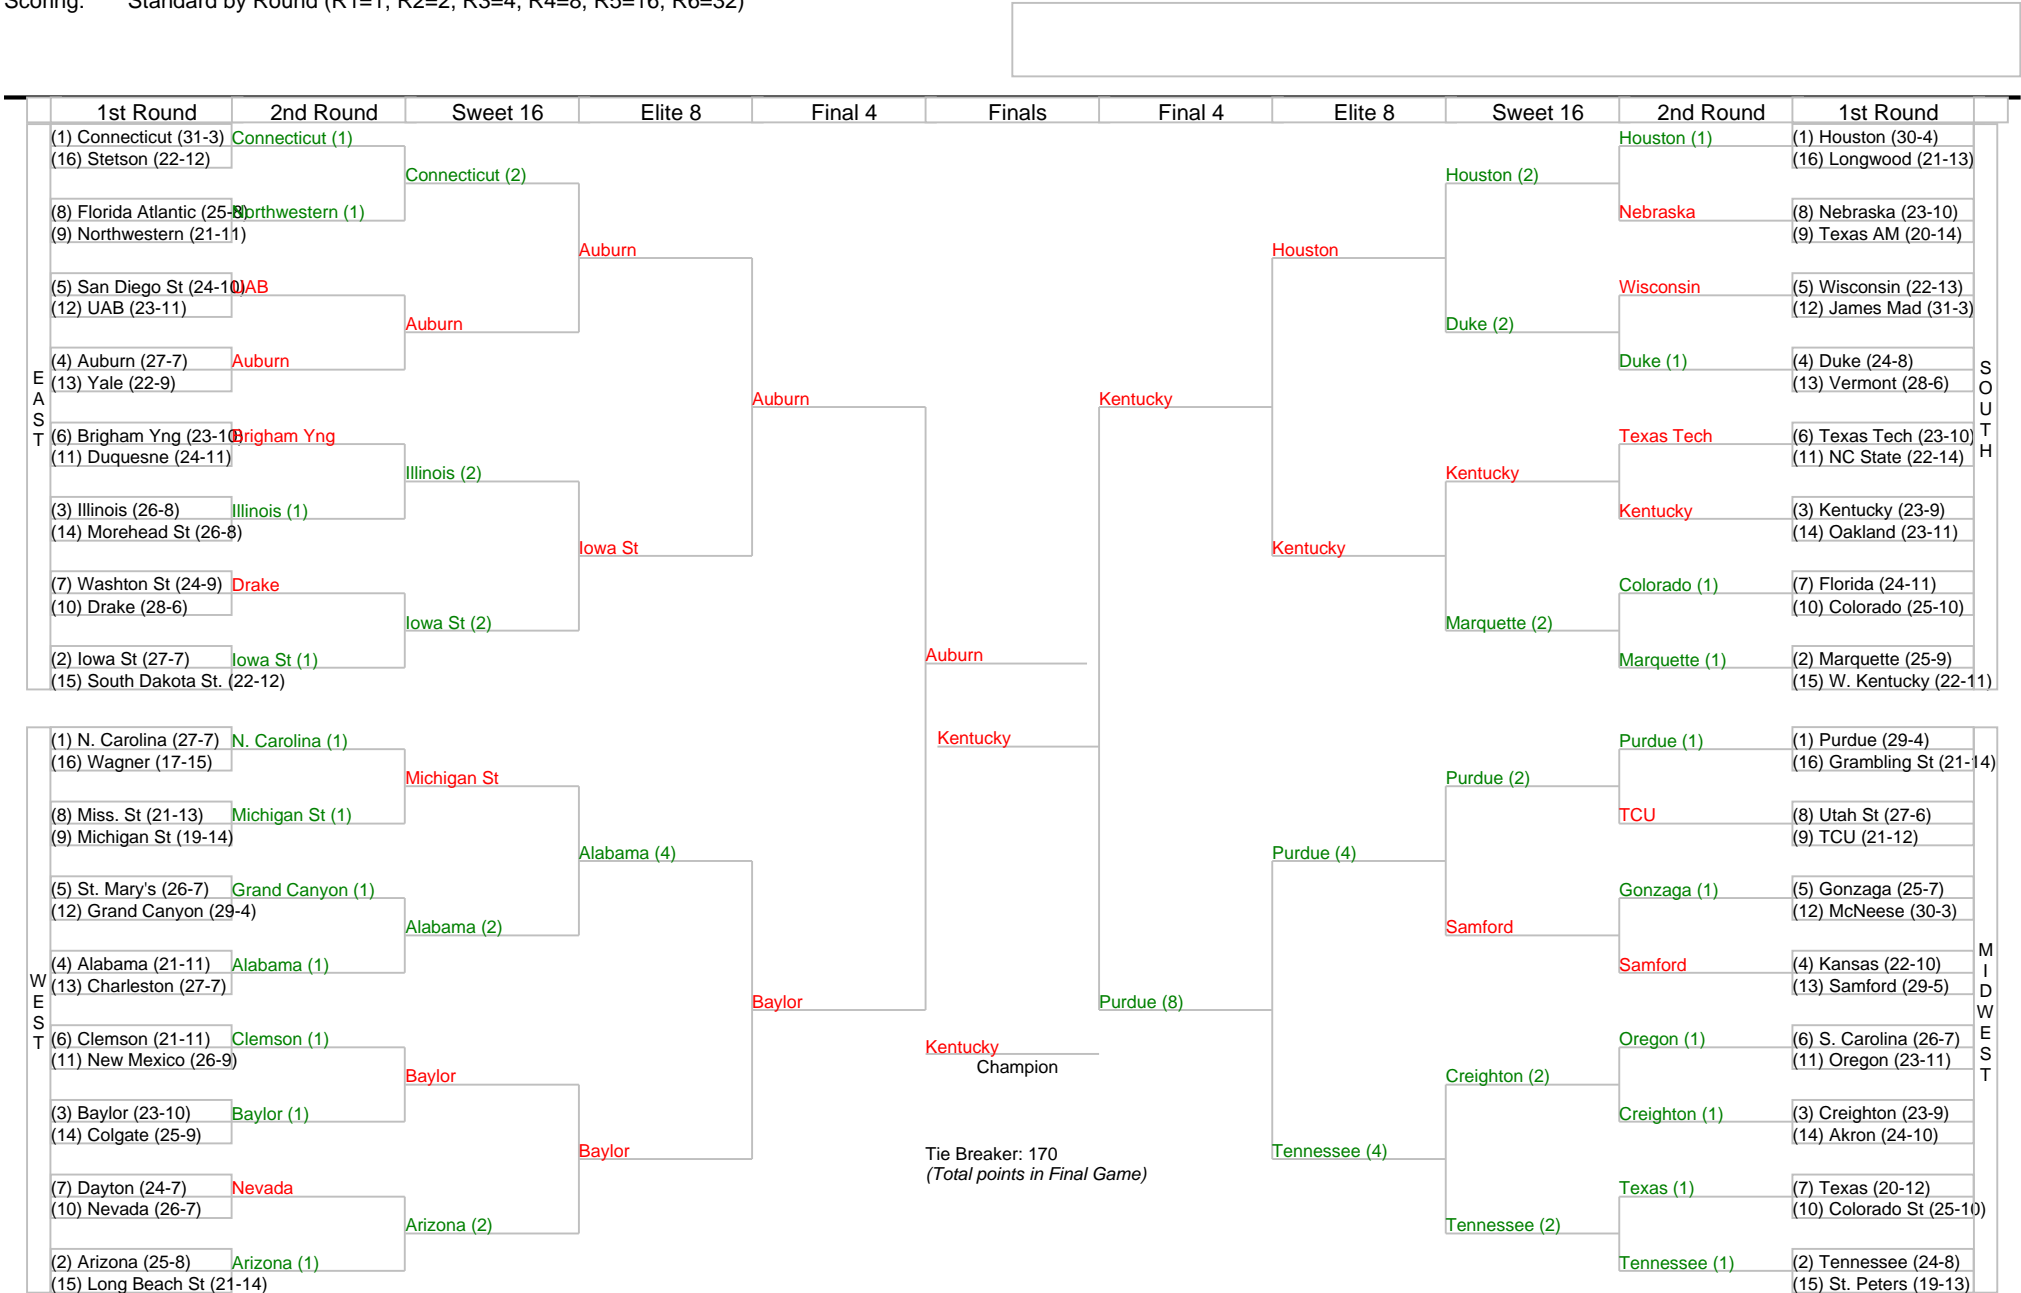 Scoring: Standard by Round (R1=1, R2=2, R3=4, R4=8, R5=16, R6=32)
1st Round 2nd Round Sweet 16 Elite 8 Final 4 Finals Final 4 Elite 8 Sweet 16 2nd Round 1st Round
EAST
(1) Connecticut (31-3)
(16) Stetson (22-12)
(8) Florida Atlantic (25-8)
(9) Northwestern (21-11)
(5) San Diego St (24-10)
(12) UAB (23-11)
(4) Auburn (27-7)
(13) Yale (22-9)
(6) Brigham Yng (23-10)
(11) Duquesne (24-11)
(3) Illinois (26-8)
(14) Morehead St (26-8)
(7) Washton St (24-9)
(10) Drake (28-6)
(2) Iowa St (27-7)
(15) South Dakota St. (22-12)
Connecticut (1)
Northwestern (1)
UAB
Auburn
Brigham Yng
Illinois (1)
Drake
Iowa St (1)
Connecticut (2)
Auburn
Illinois (2)
Iowa St (2)
Auburn
Iowa St
Auburn
WEST
(1) N. Carolina (27-7)
(16) Wagner (17-15)
(8) Miss. St (21-13)
(9) Michigan St (19-14)
(5) St. Mary's (26-7)
(12) Grand Canyon (29-4)
(4) Alabama (21-11)
(13) Charleston (27-7)
(6) Clemson (21-11)
(11) New Mexico (26-9)
(3) Baylor (23-10)
(14) Colgate (25-9)
(7) Dayton (24-7)
(10) Nevada (26-7)
(2) Arizona (25-8)
(15) Long Beach St (21-14)
N. Carolina (1)
Michigan St (1)
Grand Canyon (1)
Alabama (1)
Clemson (1)
Baylor (1)
Nevada
Arizona (1)
Michigan St
Alabama (2)
Baylor
Arizona (2)
Alabama (4)
Baylor
Baylor
Auburn
Kentucky
Kentucky
Champion
Tie Breaker: 170
(Total points in Final Game)
Kentucky
Houston
Kentucky
Houston (2)
Duke (2)
Kentucky
Marquette (2)
Houston (1)
Nebraska
Wisconsin
Duke (1)
Texas Tech
Kentucky
Colorado (1)
Marquette (1)
(1) Houston (30-4)
(16) Longwood (21-13)
(8) Nebraska (23-10)
(9) Texas AM (20-14)
(5) Wisconsin (22-13)
(12) James Mad (31-3)
(4) Duke (24-8)
(13) Vermont (28-6)
(6) Texas Tech (23-10)
(11) NC State (22-14)
(3) Kentucky (23-9)
(14) Oakland (23-11)
(7) Florida (24-11)
(10) Colorado (25-10)
(2) Marquette (25-9)
(15) W. Kentucky (22-11)
SOUTH
Purdue (8)
Purdue (4)
Tennessee (4)
Purdue (2)
Samford
Creighton (2)
Tennessee (2)
Purdue (1)
TCU
Gonzaga (1)
Samford
Oregon (1)
Creighton (1)
Texas (1)
Tennessee (1)
(1) Purdue (29-4)
(16) Grambling St (21-14)
(8) Utah St (27-6)
(9) TCU (21-12)
(5) Gonzaga (25-7)
(12) McNeese (30-3)
(4) Kansas (22-10)
(13) Samford (29-5)
(6) S. Carolina (26-7)
(11) Oregon (23-11)
(3) Creighton (23-9)
(14) Akron (24-10)
(7) Texas (20-12)
(10) Colorado St (25-10)
(2) Tennessee (24-8)
(15) St. Peters (19-13)
MIDWEST